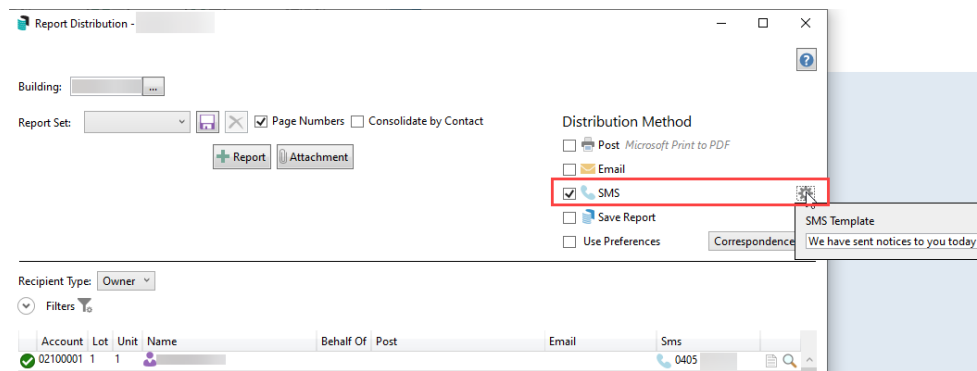 Report Distribution -
Building:
...
Report Set:
Page Numbers
Consolidate by Contact
Report
Attachment
Distribution Method
Post Microsoft Print to PDF
Email
SMS
Save Report
Use Preferences
Correspondence
SMS Template
We have sent notices to you today
Recipient Type: Owner
Filters
Account Lot Unit Name Behalf Of Post Email Sms
02100001 1 1 0405